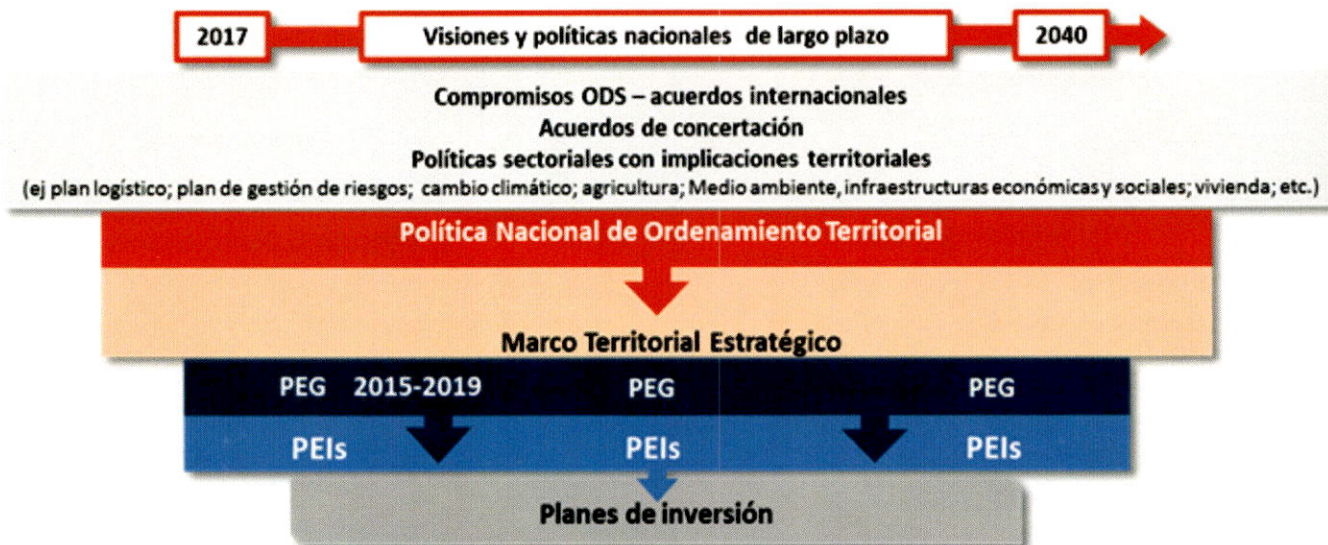 2017 Visiones y políticas nacionales de largo plazo 2040
Compromisos ODS – acuerdos internacionales
Acuerdos de concertación
Políticas sectoriales con implicaciones territoriales
(ej plan logístico; plan de gestión de riesgos; cambio climático; agricultura; Medio ambiente, infraestructuras económicas y sociales; vivienda; etc.)
Política Nacional de Ordenamiento Territorial
Marco Territorial Estratégico
PEG 2015-2019 PEG PEG
PEIs PEIs PEIs
Planes de inversión